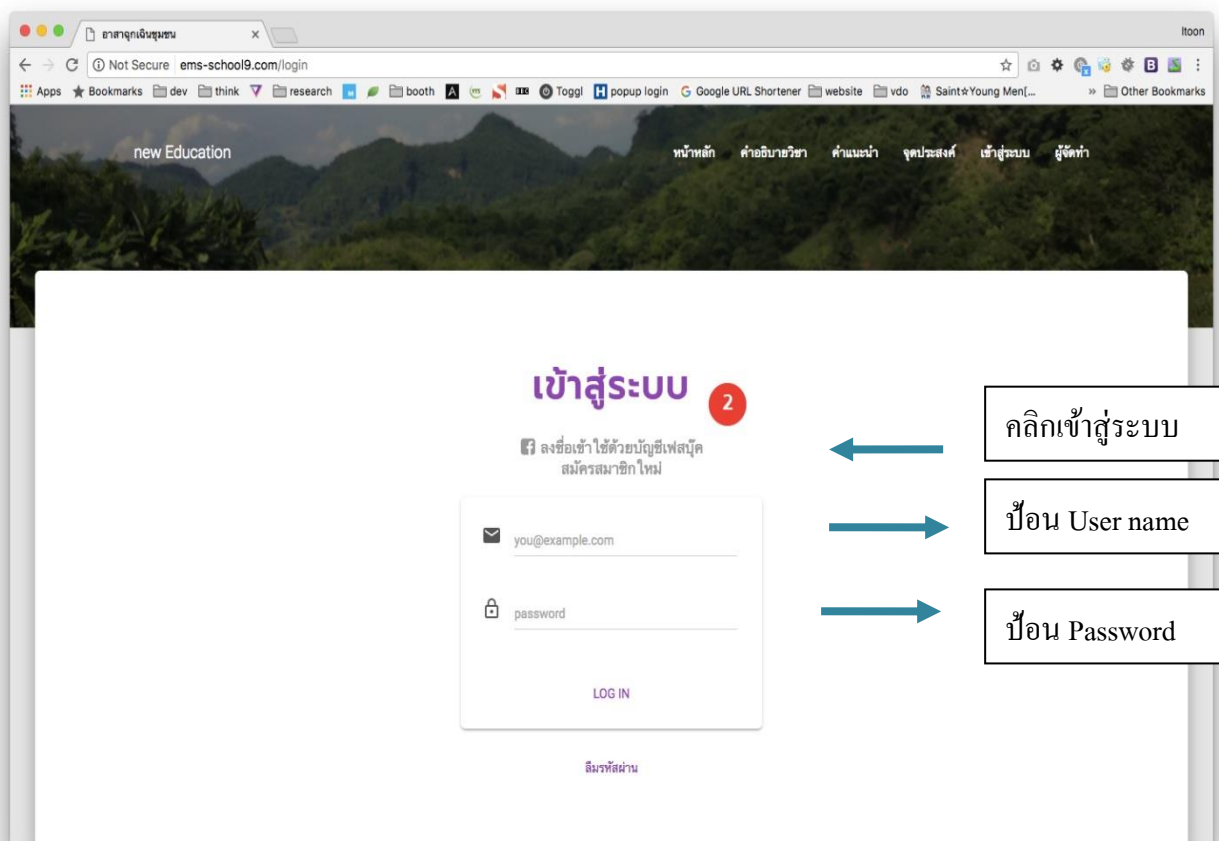 อาสาฉุกเฉินชุมชน
Itoon
Not Secure ems-school9.com/login
Apps Bookmarks dev think research booth Toggl popup login Google URL Shortener website vdo Saint☆Young Men[... » Other Bookmarks
new Education หน้าหลัก คำอธิบายวิชา คำแนะนำ จุดประสงค์ เข้าสู่ระบบ ผู้จัดทำ
เข้าสู่ระบบ
2
คลิกเข้าสู่ระบบ
ลงชื่อเข้าใช้ด้วยบัญชีเฟสบุ๊ค
สมัครสมาชิกใหม่
ป้อน User name
you@example.com
ป้อน Password
password
LOG IN
ลืมรหัสผ่าน